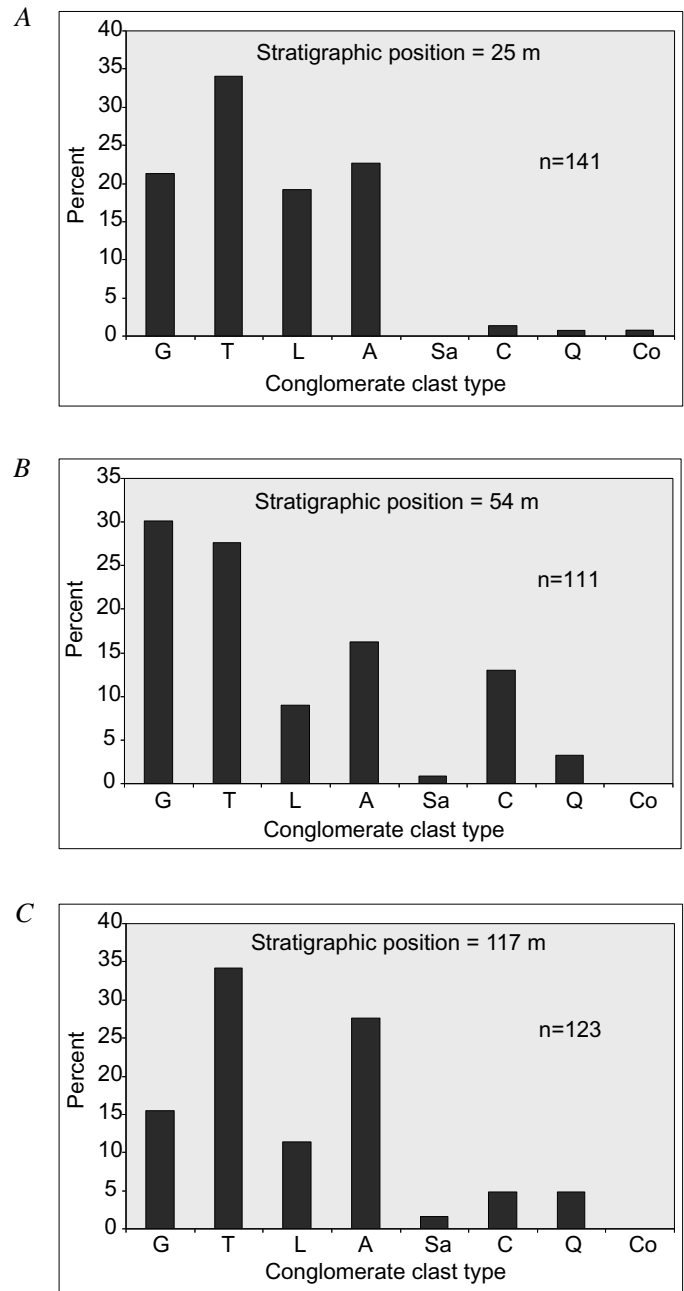 A
Stratigraphic position = 25 m
n=141
Percent
40
35
30
25
20
15
10
5
0
G T L A Sa C Q Co
Conglomerate clast type
B
Stratigraphic position = 54 m
n=111
Percent
35
30
25
20
15
10
5
0
G T L A Sa C Q Co
Conglomerate clast type
C
Stratigraphic position = 117 m
n=123
Percent
40
35
30
25
20
15
10
5
0
G T L A Sa C Q Co
Conglomerate clast type